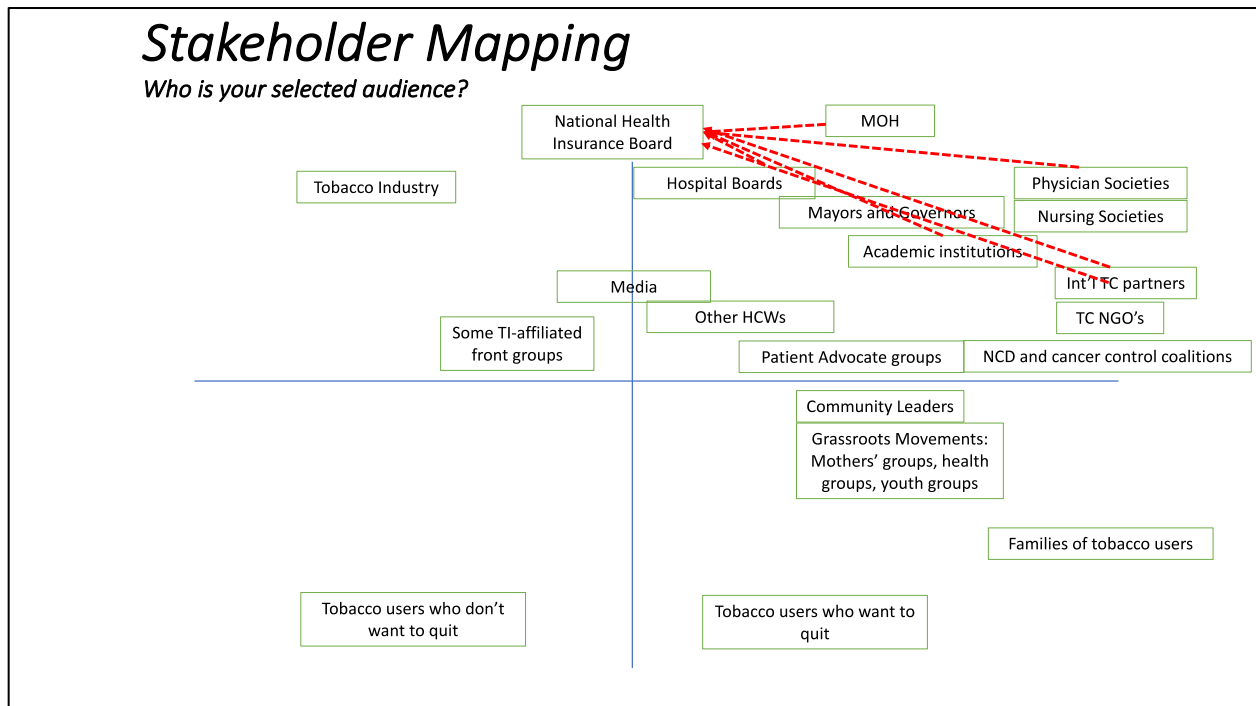 Stakeholder Mapping
Who is your selected audience?
National Health
Insurance Board
MOH
Tobacco Industry
Hospital Boards
Physician Societies
Mayors and Governors
Nursing Societies
Academic institutions
Media
Int’l TC partners
Other HCWs
TC NGO’s
Some TI-affiliated
front groups
Patient Advocate groups
NCD and cancer control coalitions
Community Leaders
Grassroots Movements:
Mothers’ groups, health
groups, youth groups
Families of tobacco users
Tobacco users who don’t
want to quit
Tobacco users who want to
quit